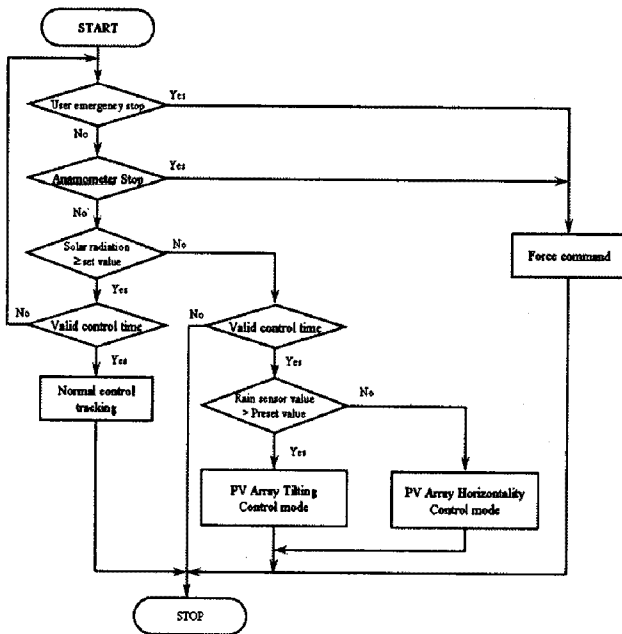 START
User emergency stop
Yes
No
Anamometer Stop
Yes
No
Solar radiation
≥ set value
No
Yes
No
Valid control time
No
Valid control time
Yes
Yes
Normal control
tracking
Rain sensor value
> Preset value
No
Yes
Force command
PV Array Tilting
Control mode
PV Array Horizontality
Control mode
STOP